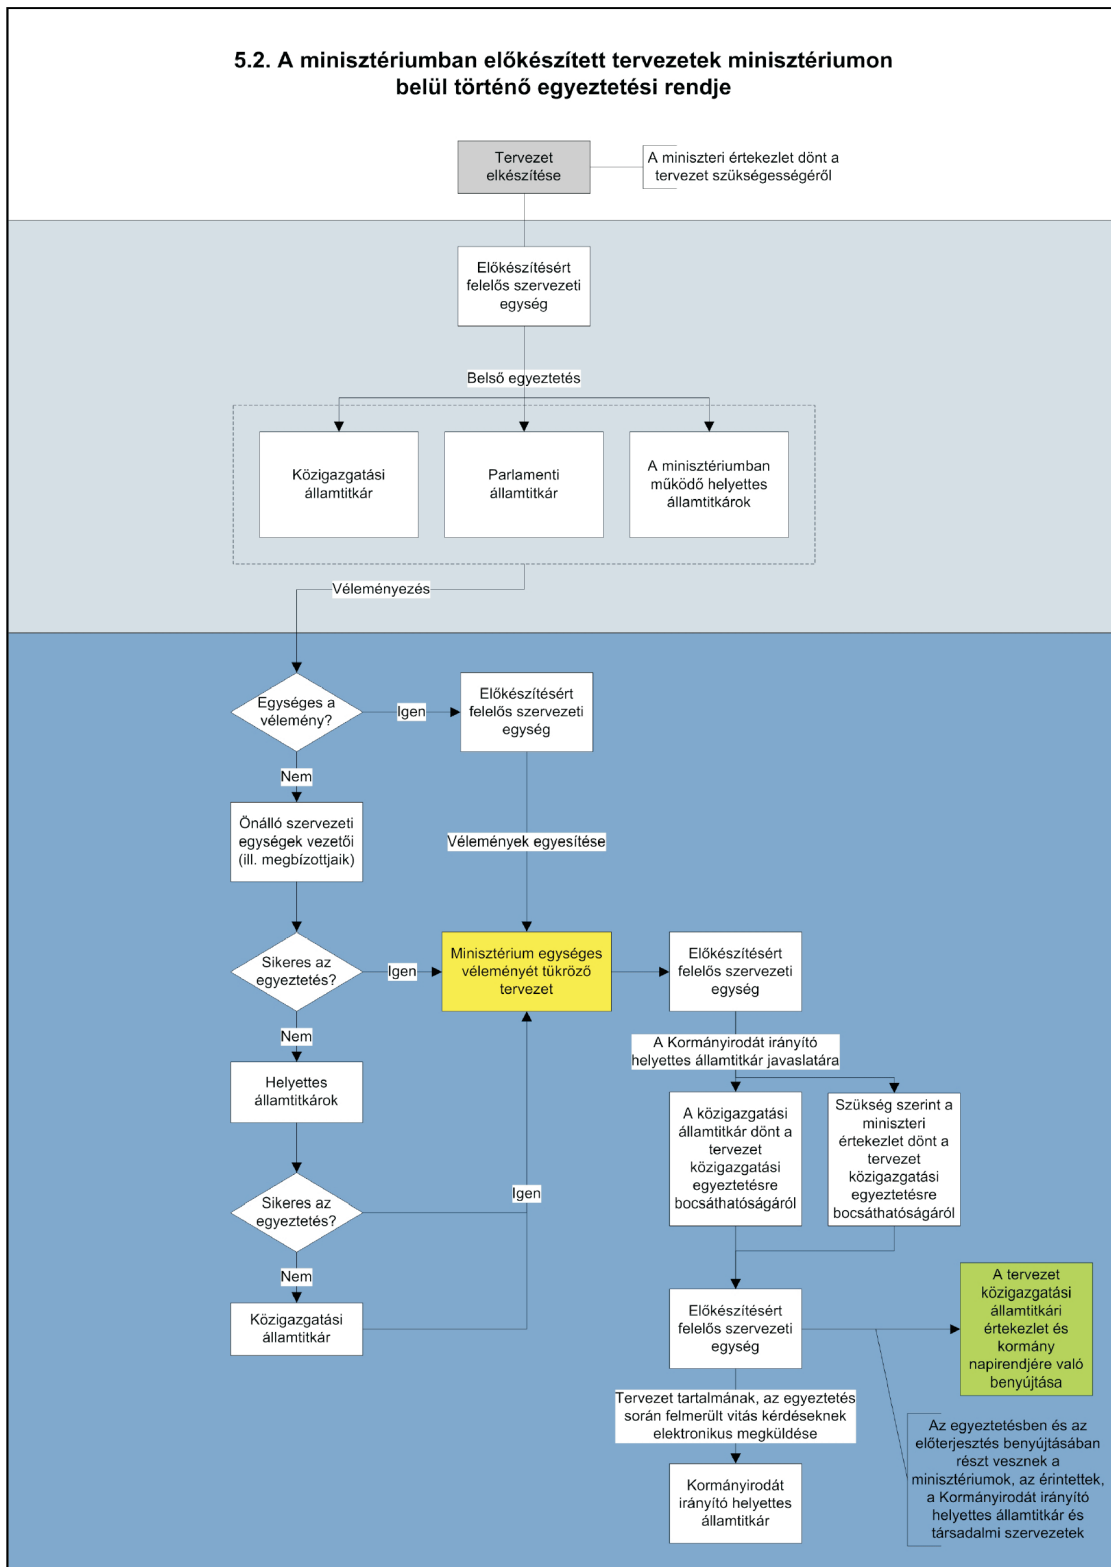 5.2. A minisztériumban előkészített tervezetek minisztériumon
belül történő egyeztetési rendje
Tervezet
elkészítése
A miniszteri értekezlet dönt a
tervezet szükségességéről
Előkészítésért
felelős szervezeti
egység
Belső egyeztetés
Közigazgatási
államtitkár
Parlamenti
államtitkár
A minisztériumban
működő helyettes
államtitkárok
Véleményezés
Egységes a
vélemény?
Igen
Előkészítésért
felelős szervezeti
egység
Nem
Önálló szervezeti
egységek vezetői
(ill. megbízottjaik)
Vélemények egyesítése
Sikeres az
egyeztetés?
Igen
Minisztérium egységes
véleményét tükröző
tervezet
Előkészítésért
felelős szervezeti
egység
Nem
A Kormányirodát irányító
helyettes államtitkár javaslatára
Helyettes
államtitkárok
A közigazgatási
államtitkár dönt a
tervezet
közigazgatási
egyeztetésre
bocsáthatóságáról
Szükség szerint a
miniszteri
értekezlet dönt a
tervezet
közigazgatási
egyeztetésre
bocsáthatóságáról
Sikeres az
egyeztetés?
Igen
Nem
Közigazgatási
államtitkár
Előkészítésért
felelős szervezeti
egység
A tervezet
közigazgatási
államtitkári
értekezlet és
kormány
napirendjére való
benyújtása
Tervezet tartalmának, az egyeztetés
során felmerült vitás kérdéseknek
elektronikus megküldése
Kormányirodát
irányító helyettes
államtitkár
Az egyeztetésben és az
előterjesztés benyújtásában
részt vesznek a
minisztériumok, az érintettek,
a Kormányirodát irányító
helyettes államtitkár és
társadalmi szervezetek